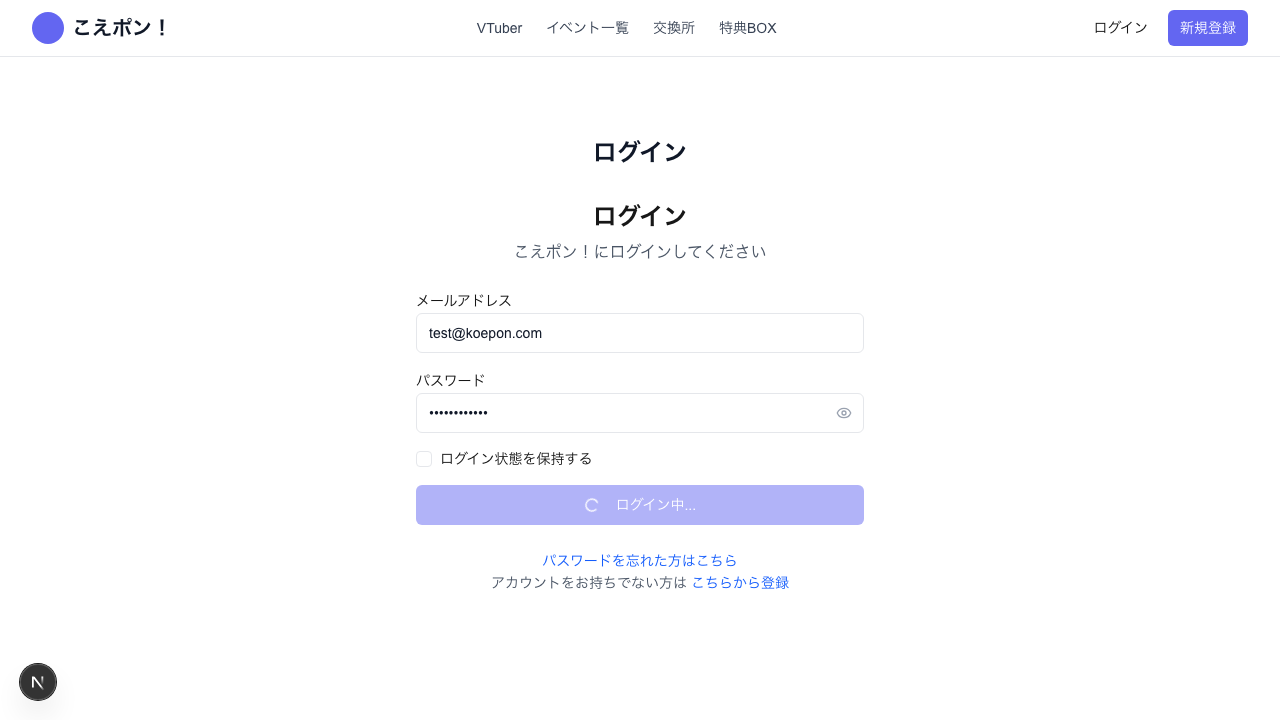 こえポン！
VTuber
イベント一覧
交換所
特典BOX
ログイン
新規登録
ログイン
ログイン
こえポン！にログインしてください
メールアドレス
test@koepon.com
パスワード
••••••••••••
ログイン状態を保持する
ログイン中...
パスワードを忘れた方はこちら
アカウントをお持ちでない方は こちらから登録
N